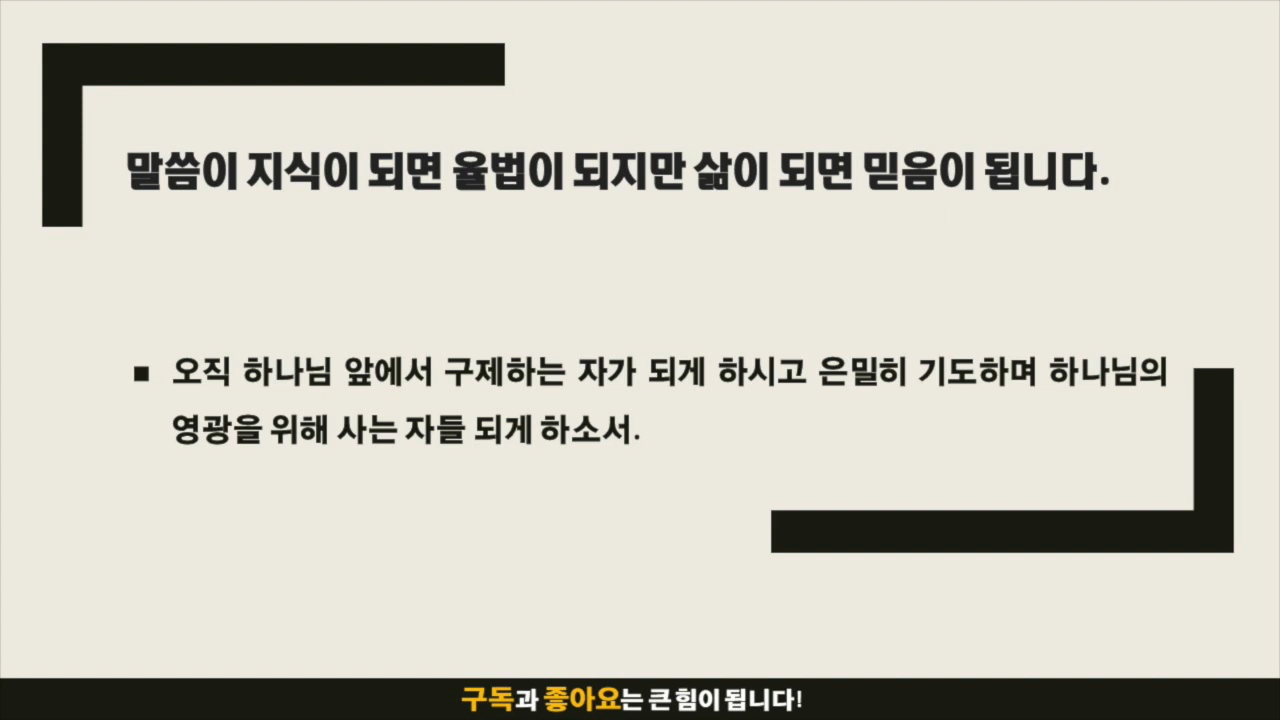 말씀이 지식이 되면 율법이 되지만 삶이 되면 믿음이 됩니다.
■ 오직 하나님 앞에서 구제하는 자가 되게 하시고 은밀히 기도하며 하나님의
영광을 위해 사는 자들 되게 하소서.
구독과 좋아요는 큰 힘이 됩니다!